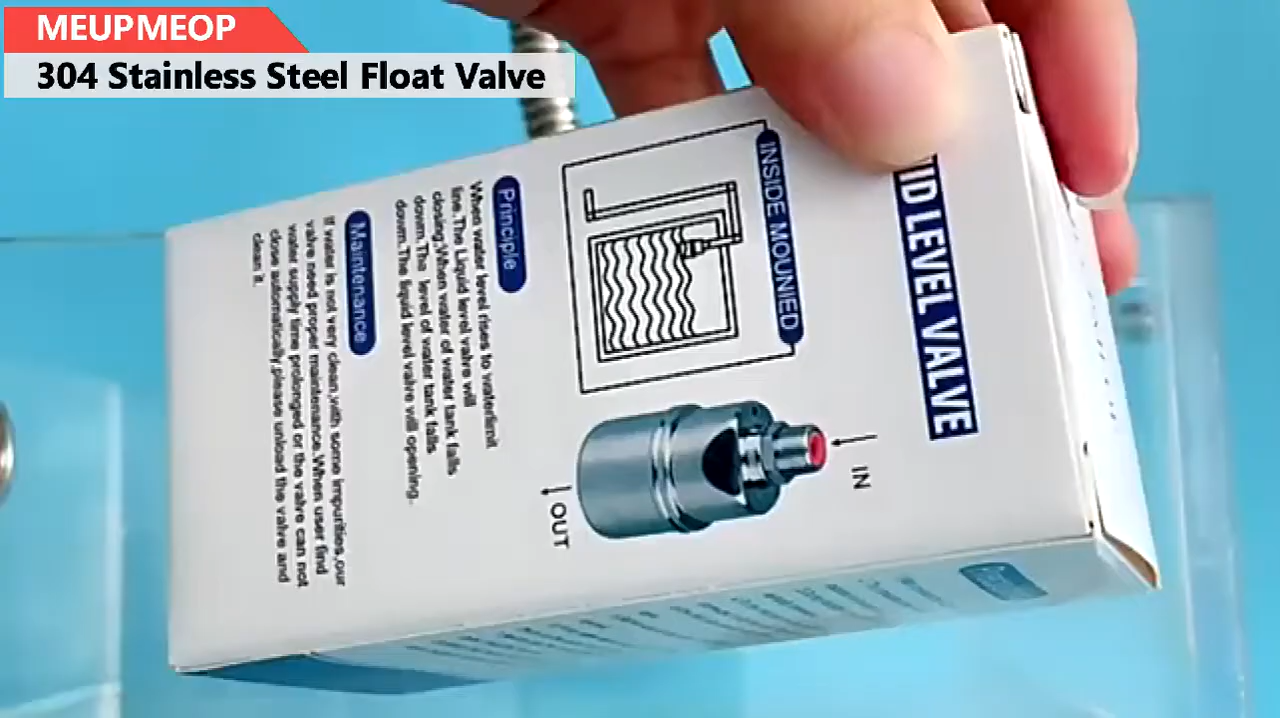 MEUPMEOP
304 Stainless Steel Float Valve
ID LEVEL VALVE
INSIDE MOUNIED
IN
OUT
Principle
When water level rises to waterlimit
line.The Liquid level valve will
closing;When water of water tank falls
down.The level of water tank falls
down.The liquid level valve will opening.
Maintenance
If water is not very clean,with some impurities,our
valve need proper maintenance.When user find
water supply time prolonged or the valve can not
close automatically,please unload the valve and
clean it.